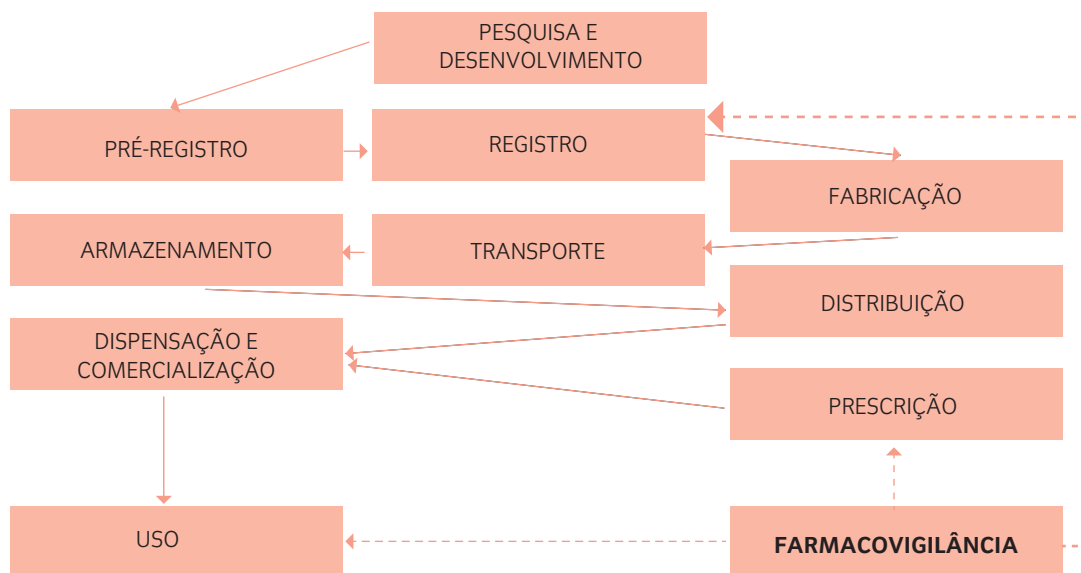 PESQUISA E
DESENVOLVIMENTO
PRÉ-REGISTRO
REGISTRO
FABRICAÇÃO
ARMAZENAMENTO
TRANSPORTE
DISTRIBUIÇÃO
DISPENSAÇÃO E
COMERCIALIZAÇÃO
PRESCRIÇÃO
USO
FARMACOVIGILÂNCIA